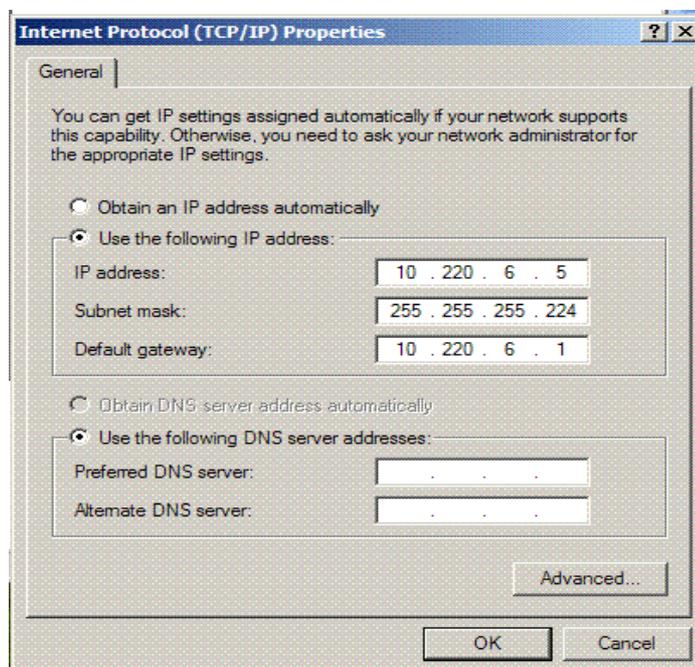 Internet Protocol (TCP/IP) Properties
General
You can get IP settings assigned automatically if your network supports
this capability. Otherwise, you need to ask your network administrator for
the appropriate IP settings.
Obtain an IP address automatically
Use the following IP address:
IP address: 10 . 220 . 6 . 5
Subnet mask: 255 . 255 . 255 . 224
Default gateway: 10 . 220 . 6 . 1
Obtain DNS server address automatically
Use the following DNS server addresses:
Preferred DNS server: . . .
Alternate DNS server: . . .
Advanced...
OK Cancel